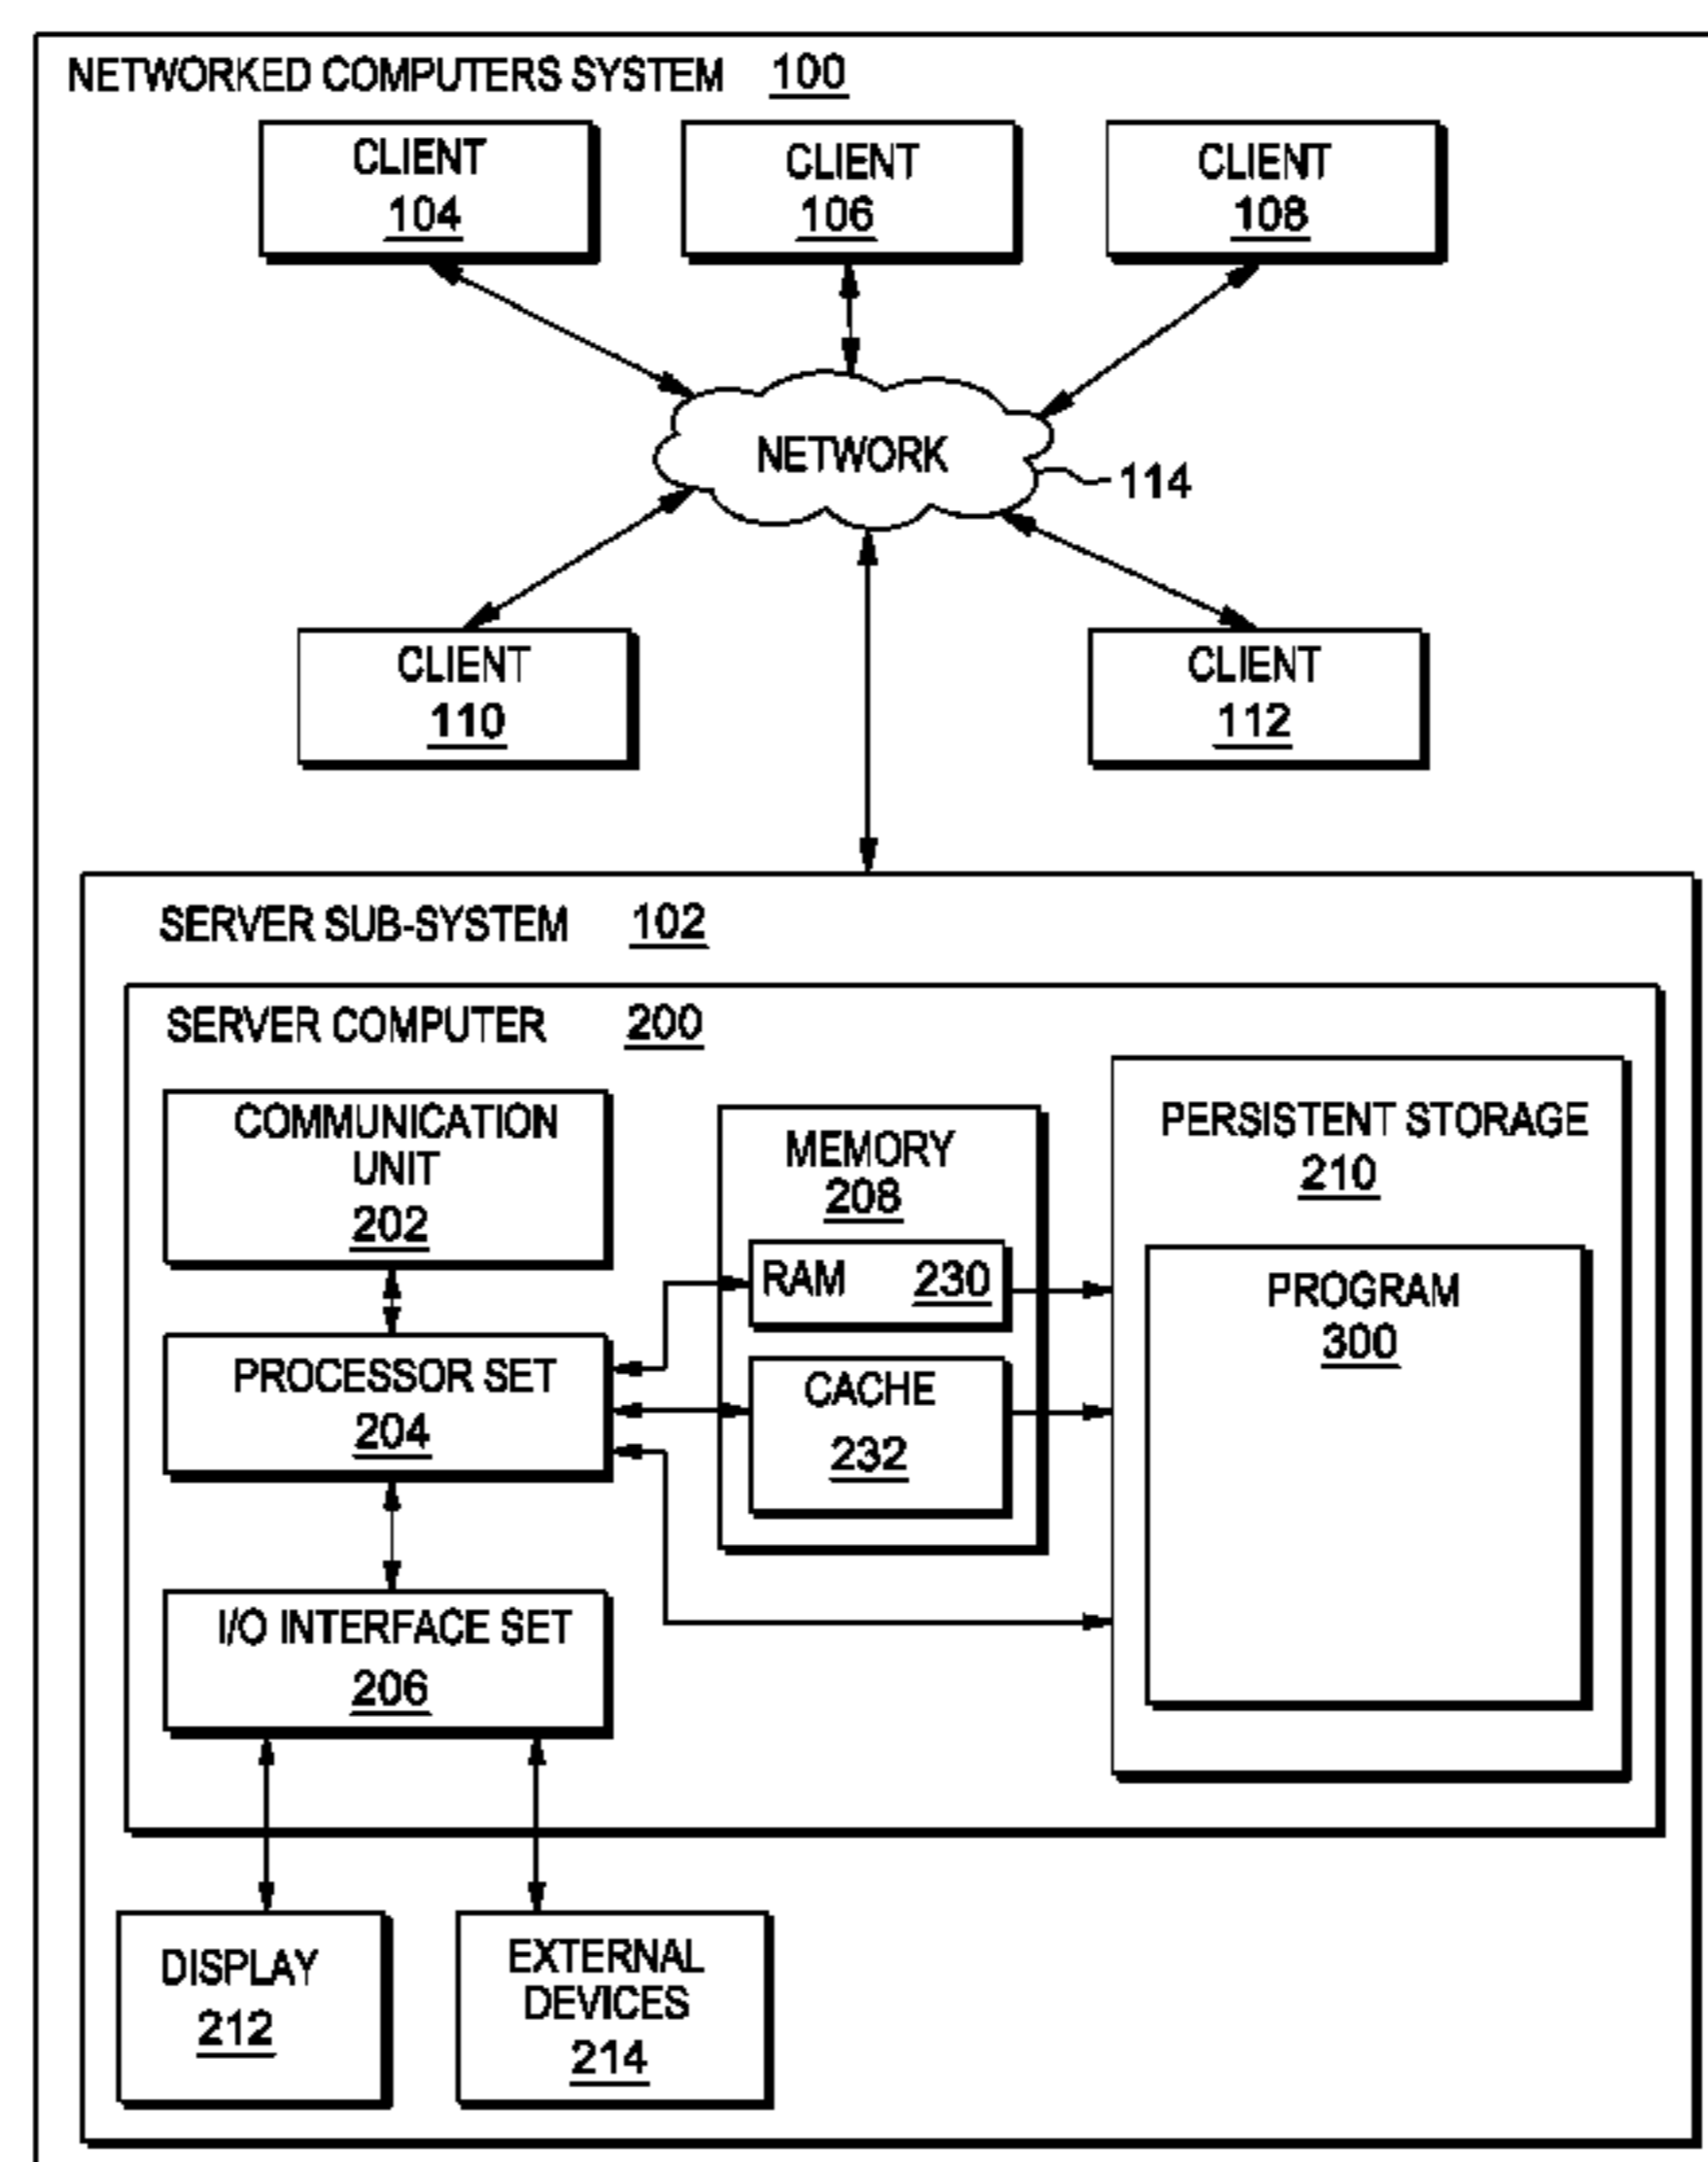 NETWORKED COMPUTERS SYSTEM 100
CLIENT
104
CLIENT
106
CLIENT
108
NETWORK
114
CLIENT
110
CLIENT
112
SERVER SUB-SYSTEM 102
SERVER COMPUTER 200
COMMUNICATION
UNIT
202
MEMORY
208
RAM 230
CACHE
232
PERSISTENT STORAGE
210
PROGRAM
300
PROCESSOR SET
204
I/O INTERFACE SET
206
DISPLAY
212
EXTERNAL
DEVICES
214